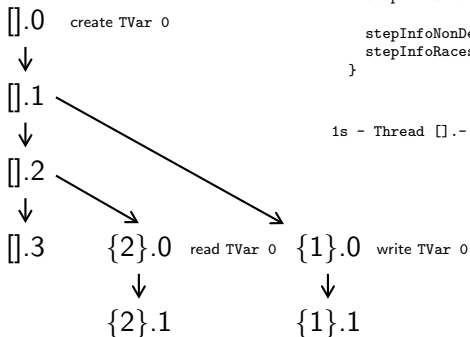 [].0 create TVar 0
stepInfoNonDe
stepInfoRaces
}
[].1
1s - Thread [].-
[].2
[].3 {2}.0 read TVar 0 {1}.0 write TVar 0
{2}.1 {1}.1